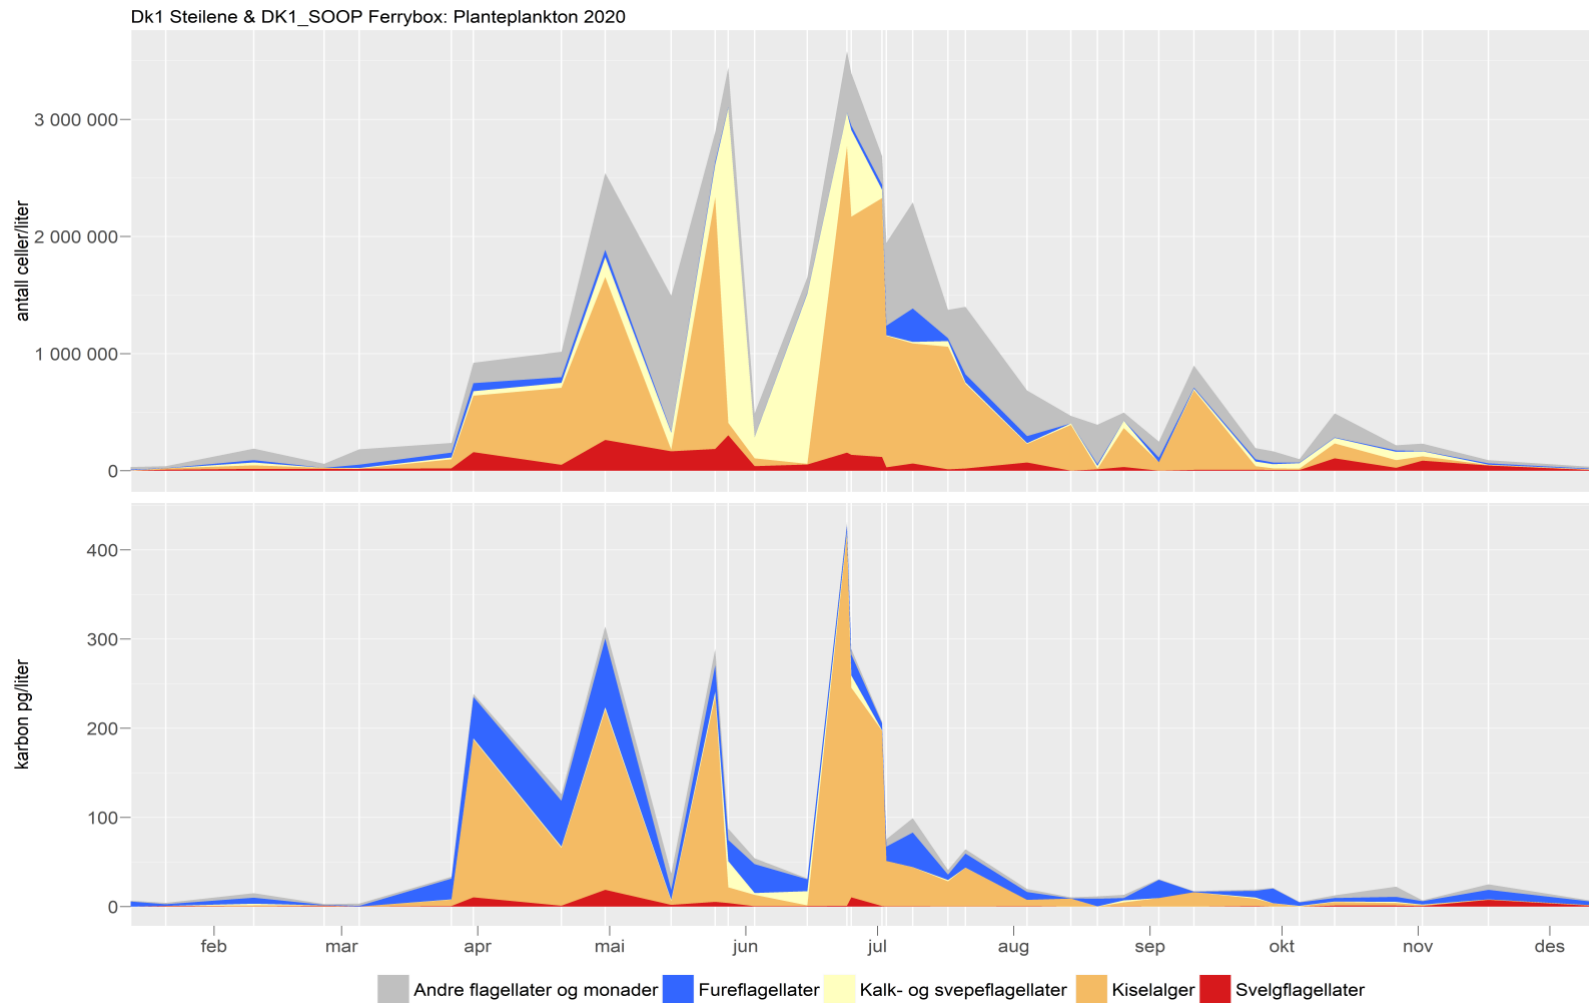 Dk1 Steilene & DK1_SOOP Ferrybox: Planteplankton 2020
antall celler/liter
3 000 000
2 000 000
1 000 000
0
karbon pg/liter
400
300
200
100
0
feb mar apr mai jun jul aug sep okt nov des
Andre flagellater og monader Fureflagellater Kalk- og svepeflagellater Kiselalger Svelgflagellater